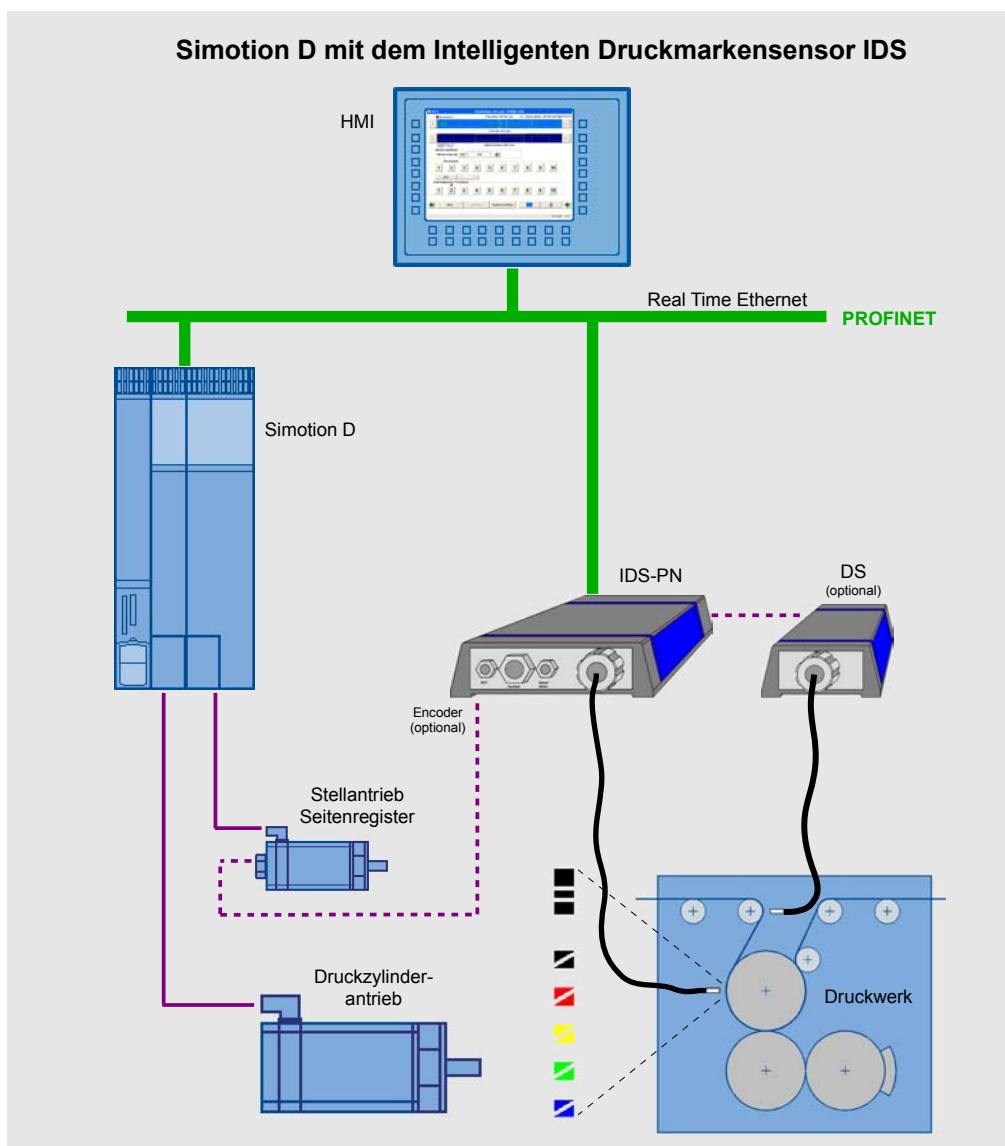 Simotion D mit dem Intelligenten Druckmarkensensor IDS
HMI
Real Time Ethernet
PROFINET
Simotion D
IDS-PN
DS
(optional)
Encoder
(optional)
Stellantrieb
Seitenregister
Druckzylinder-
antrieb
Druckwerk